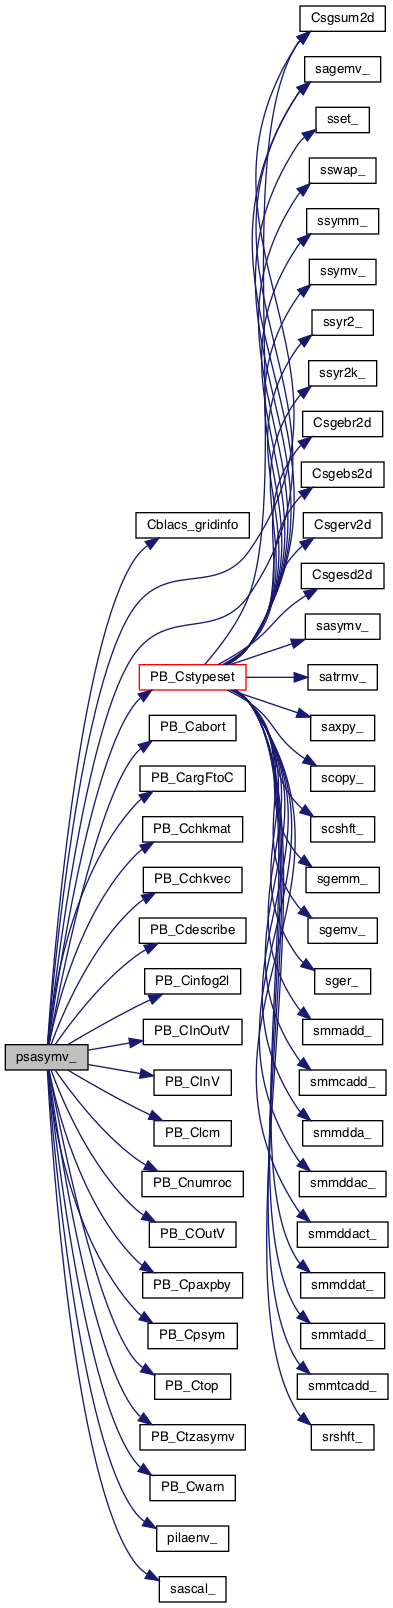 Csgsum2d
sagemv_
sset_
sswap_
ssymm_
ssymv_
ssyr2_
ssyr2k_
Csgebr2d
Csgebs2d
Cblacs_gridinfo
Csgerv2d
Csgesd2d
sasymv_
PB_Cstypeset
satrmv_
PB_Cabort
saxpy_
PB_CargFtoC
scopy_
PB_Cchkmat
scshft_
PB_Cchkvec
sgemm_
PB_Cdescribe
sgemv_
PB_Cinfog2l
sger_
PB_CInOutV
smmadd_
psasymv_
PB_CInV
smmcadd_
PB_Clcm
smmdda_
PB_Cnumroc
smmddac_
PB_COutV
smmddact_
PB_Cpaxpby
smmddat_
PB_Cpsym
smmtadd_
PB_Ctop
smmtcadd_
PB_Ctzasymv
srshft_
PB_Cwarn
pilaenv_
sascal_